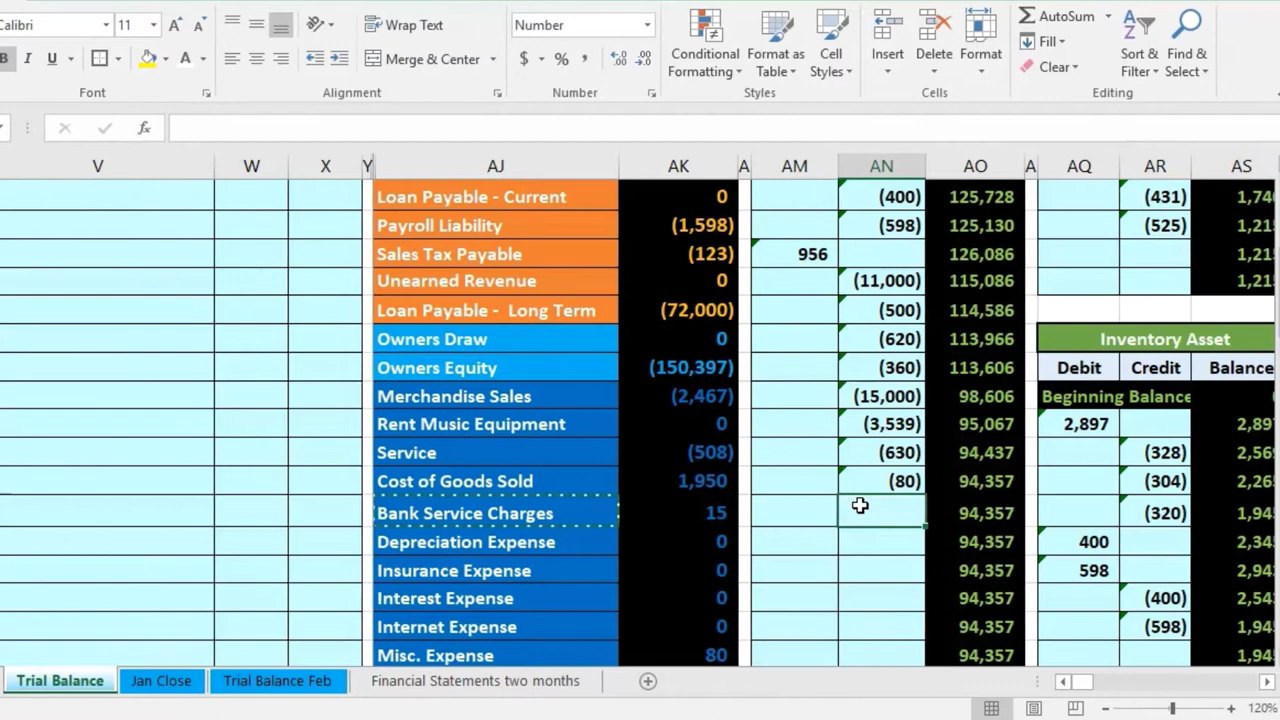 Calibri 11 A A Wrap Text Number AutoSum
B I U A Merge & Center $ % , Conditional Formatting Format as Table Cell Styles Insert Delete Format Fill Clear Sort & Filter Find & Select
Font Alignment Number Styles Cells Editing
fx
V W X Y AJ AK A AM AN AO A AQ AR AS
Loan Payable - Current 0 (400) 125,728 (431)
Payroll Liability (1,598) (598) 125,130 (525)
Sales Tax Payable (123) 956 126,086
Unearned Revenue 0 (11,000) 115,086
Loan Payable - Long Term (72,000) (500) 114,586
Owners Draw 0 (620) 113,966 Inventory Asset
Owners Equity (150,397) (360) 113,606 Debit Credit Balance
Merchandise Sales (2,467) (15,000) 98,606 Beginning Balance
Rent Music Equipment 0 (3,539) 95,067 2,897
Service (508) (630) 94,437 (328)
Cost of Goods Sold 1,950 (80) 94,357 (304)
Bank Service Charges 15 94,357 (320)
Depreciation Expense 0 94,357 400
Insurance Expense 0 94,357 598
Interest Expense 0 94,357 (400)
Internet Expense 0 94,357 (598)
Misc. Expense 80 94,357
Trial Balance Jan Close Trial Balance Feb Financial Statements two months
120%